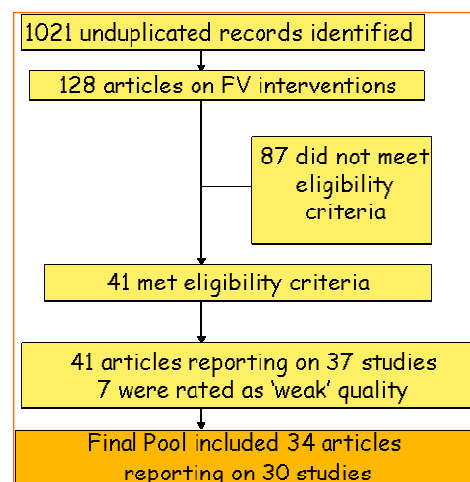 1021 unduplicated records identified
128 articles on FV interventions
87 did not meet
eligibility
criteria
41 met eligibility criteria
41 articles reporting on 37 studies
7 were rated as ‘weak’ quality
Final Pool included 34 articles
reporting on 30 studies